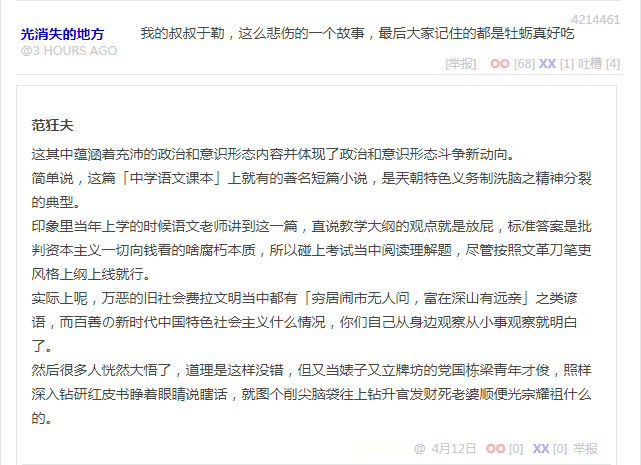 4214461
光消失的地方 我的叔叔于勒，这么悲伤的一个故事，最后大家记住的都是牡蛎真好吃
@3 HOURS AGO
[举报] OO [68] XX [1] 吐槽 [4]
范狂夫
这其中蕴涵着充沛的政治和意识形态内容并体现了政治和意识形态斗争新动向。
简单说，这篇「中学语文课本」上就有的著名短篇小说，是天朝特色义务制洗脑之精神分裂
的典型。
印象里当年上学的时候语文老师讲到这一篇，直说教学大纲的观点就是放屁，标准答案是批
判资本主义一切向钱看的啥腐朽本质，所以碰上考试当中阅读理解题，尽管按照文革刀笔吏
风格上纲上线就行。
实际上呢，万恶的旧社会费拉文明当中都有「穷居闹市无人问，富在深山有远亲」之类谚
语，而百善の新时代中国特色社会主义什么情况，你们自己从身边观察从小事观察就明白
了。
然后很多人恍然大悟了，道理是这样没错，但又当婊子又立牌坊的党国栋梁青年才俊，照样
深入钻研红皮书睁着眼睛说瞎话，就图个削尖脑袋往上钻升官发财死老婆顺便光宗耀祖什么
的。
@ 4月12日 OO [0] XX [0] 举报